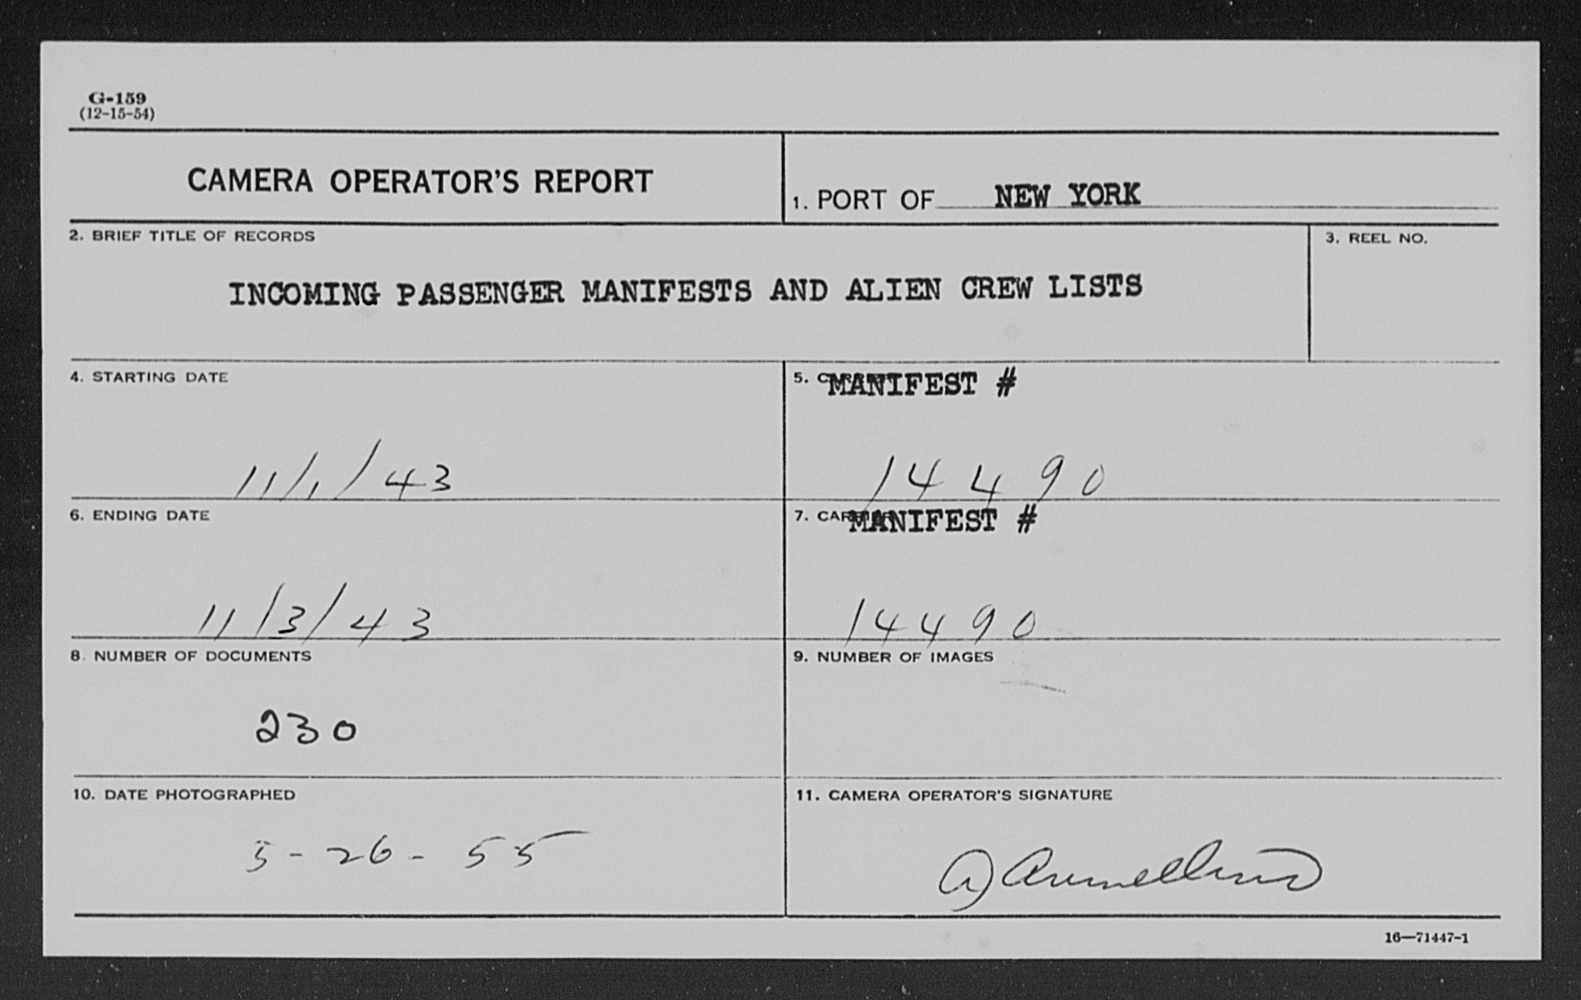 G-159
(12-15-54)
CAMERA OPERATOR'S REPORT
1. PORT OF NEW YORK
2. BRIEF TITLE OF RECORDS
INCOMING PASSENGER MANIFESTS AND ALIEN CREW LISTS
3. REEL NO.
4. STARTING DATE
11/1/43
5. MANIFEST #
14490
6. ENDING DATE
11/3/43
7. MANIFEST #
14490
8. NUMBER OF DOCUMENTS
230
9. NUMBER OF IMAGES
10. DATE PHOTOGRAPHED
5-26-55
11. CAMERA OPERATOR'S SIGNATURE
16—71447-1